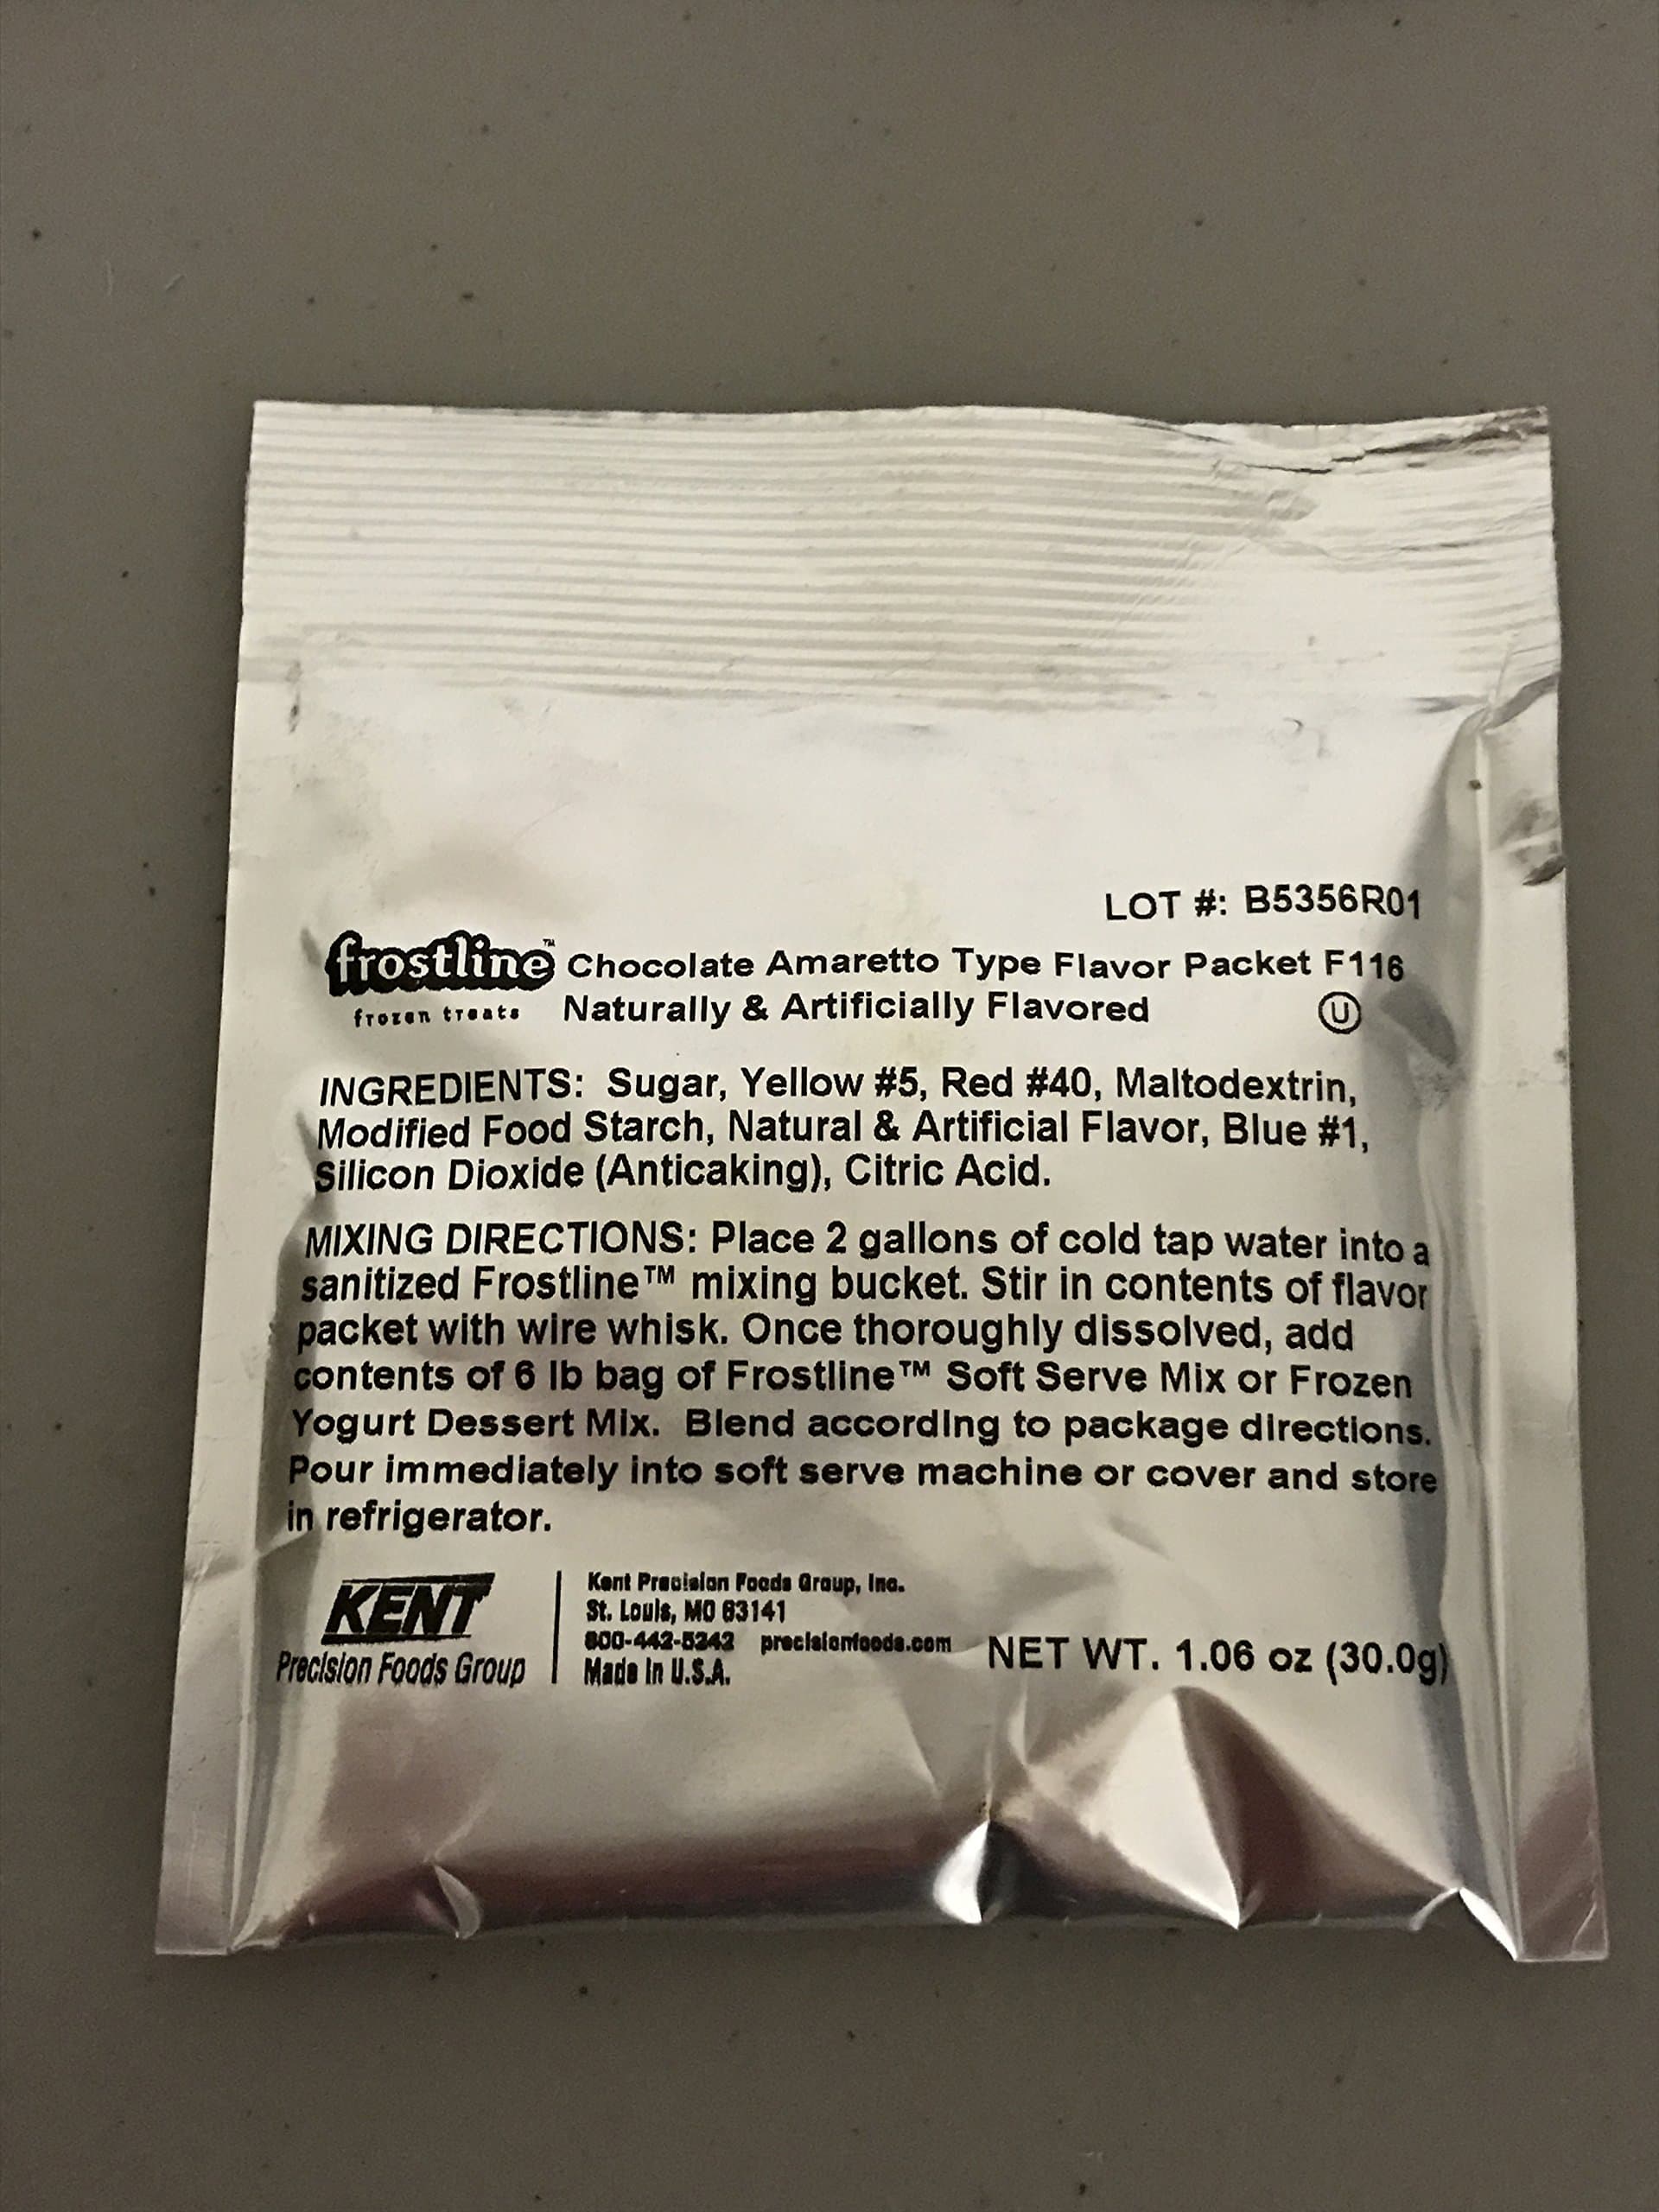 LOT #: B5356R01
frostline™ Chocolate Amaretto Type Flavor Packet F116
frozen treats Naturally & Artificially Flavored U
INGREDIENTS: Sugar, Yellow #5, Red #40, Maltodextrin,
Modified Food Starch, Natural & Artificial Flavor, Blue #1,
Silicon Dioxide (Anticaking), Citric Acid.
MIXING DIRECTIONS: Place 2 gallons of cold tap water into a
sanitized Frostline™ mixing bucket. Stir in contents of flavor
packet with wire whisk. Once thoroughly dissolved, add
contents of 6 lb bag of Frostline™ Soft Serve Mix or Frozen
Yogurt Dessert Mix. Blend according to package directions.
Pour immediately into soft serve machine or cover and store
in refrigerator.
KENT
Precision Foods Group
Kent Precision Foods Group, Inc.
St. Louis, MO 63141
800-442-5242 precisionfoods.com
Made in U.S.A.
NET WT. 1.06 oz (30.0g)